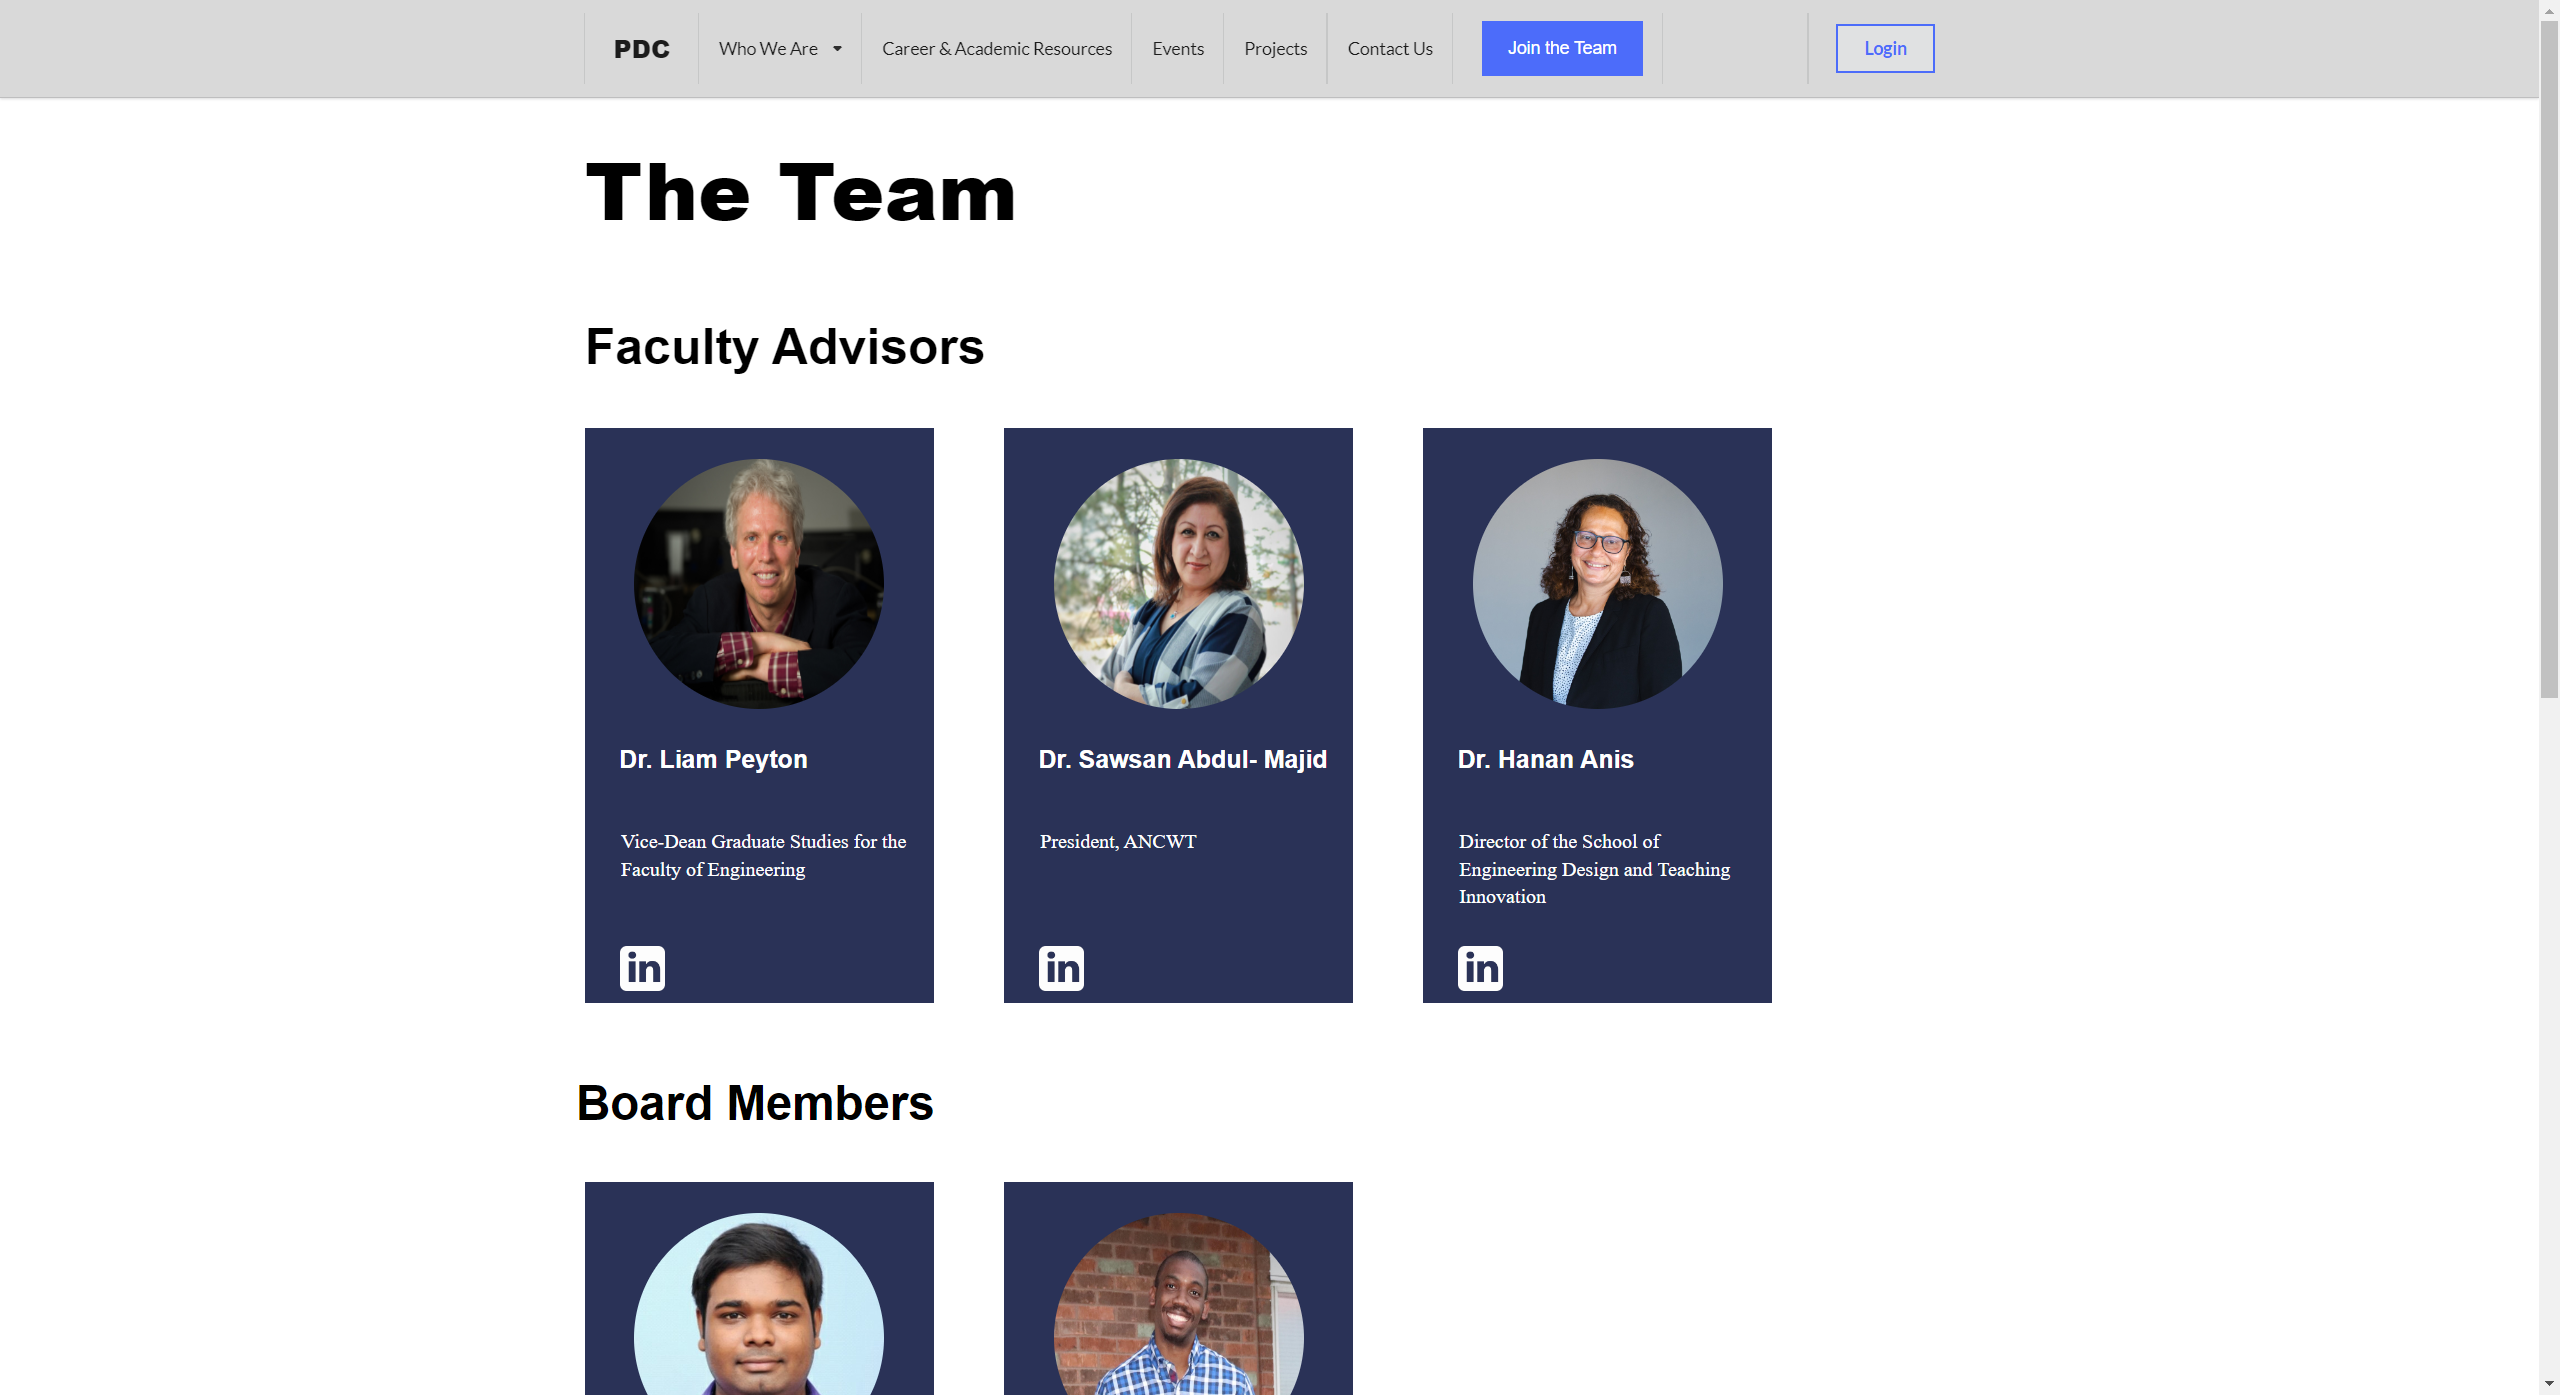 PDC
Who We Are
Career & Academic Resources
Events
Projects
Contact Us
Join the Team
Login
The Team
Faculty Advisors
Dr. Liam Peyton
Vice-Dean Graduate Studies for the
Faculty of Engineering
in
Dr. Sawsan Abdul- Majid
President, ANCWT
in
Dr. Hanan Anis
Director of the School of
Engineering Design and Teaching
Innovation
in
Board Members